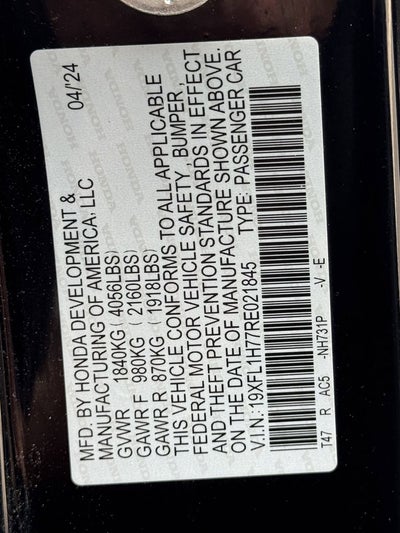 MFD. BY HONDA DEVELOPMENT & 04/24
MANUFACTURING OF AMERICA, LLC
GVWR 1840KG ( 4056LBS)
GAWR F 980KG ( 2160LBS)
GAWR R 870KG ( 1918LBS)
THIS VEHICLE CONFORMS TO ALL APPLICABLE
FEDERAL MOTOR VEHICLE SAFETY, BUMPER,
AND THEFT PREVENTION STANDARDS IN EFFECT
ON THE DATE OF MANUFACTURE SHOWN ABOVE.
V.I.N.: 19XFL1H77RE021845 TYPE: PASSENGER CAR
T47 R AC5 -NH731P -V -E